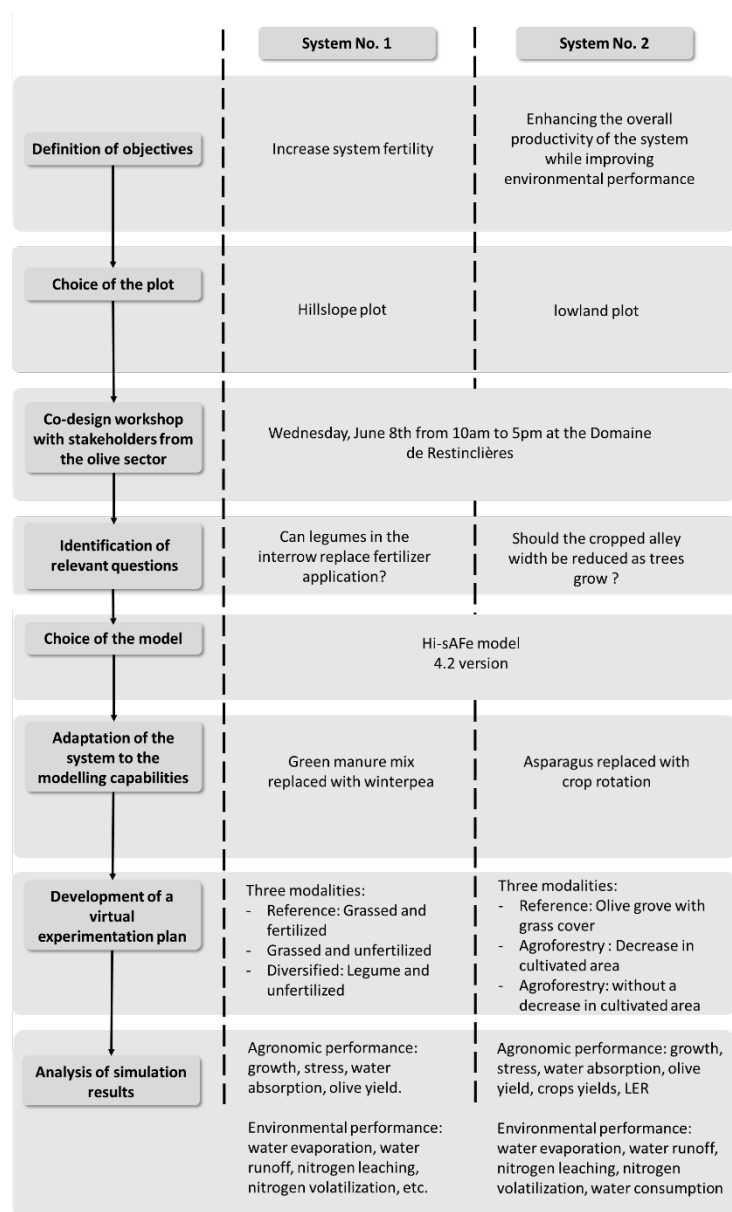 System No. 1
System No. 2
Definition of objectives
Increase system fertility
Enhancing the overall
productivity of the system
while improving
environmental performance
Choice of the plot
Hillslope plot
lowland plot
Co-design workshop
with stakeholders from
the olive sector
Wednesday, June 8th from 10am to 5pm at the Domaine
de Restinclières
Identification of
relevant questions
Can legumes in the
interrow replace fertilizer
application?
Should the cropped alley
width be reduced as trees
grow ?
Choice of the model
Hi-sAFe model
4.2 version
Adaptation of the
system to the
modelling capabilities
Green manure mix
replaced with winterpea
Asparagus replaced with
crop rotation
Development of a
virtual
experimentation plan
Three modalities:
- Reference: Grassed and
fertilized
- Grassed and unfertilized
- Diversified: Legume and
unfertilized
Three modalities:
- Reference: Olive grove with
grass cover
- Agroforestry : Decrease in
cultivated area
- Agroforestry: without a
decrease in cultivated area
Analysis of simulation
results
Agronomic performance:
growth, stress, water
absorption, olive yield.
Environmental performance:
water evaporation, water
runoff, nitrogen leaching,
nitrogen volatilization, etc.
Agronomic performance: growth,
stress, water absorption, olive
yield, crops yields, LER
Environmental performance:
water evaporation, water runoff,
nitrogen leaching, nitrogen
volatilization, water consumption